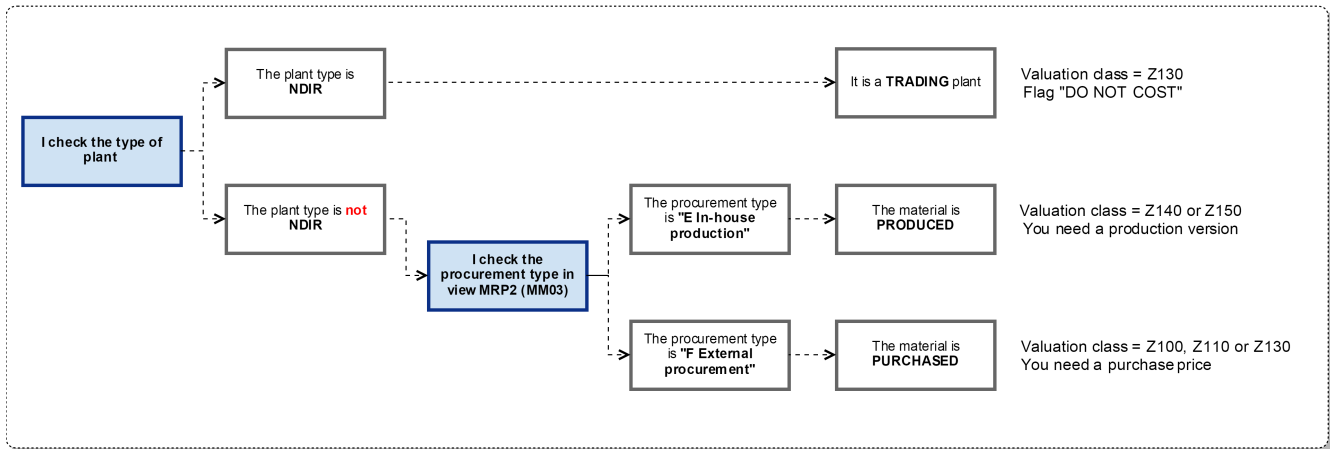 The plant type is
NDIR
It is a TRADING plant
Valuation class = Z130
Flag "DO NOT COST"
I check the type of
plant
The plant type is not
NDIR
The procurement type
is "E In-house
production"
The material is
PRODUCED
Valuation class = Z140 or Z150
You need a production version
I check the
procurement type in
view MRP2 (MM03)
The procurement type
is "F External
procurement"
The material is
PURCHASED
Valuation class = Z100, Z110 or Z130
You need a purchase price